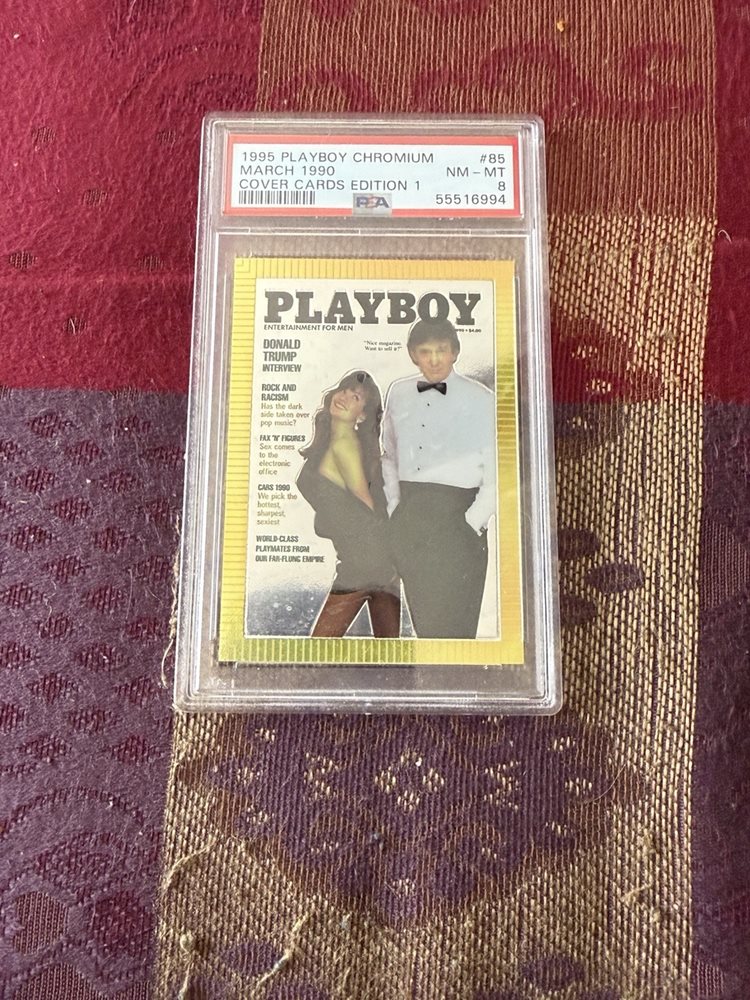 1995 PLAYBOY CHROMIUM #85
MARCH 1990 NM - MT
COVER CARDS EDITION 1 8
PSA 55516994
PLAYBOY
ENTERTAINMENT FOR MEN 1990 • $4.00
DONALD
TRUMP
INTERVIEW
"Nice magazine.
Want to sell it?"
ROCK AND
RACISM
Has the dark
side taken over
pop music?
FAX 'N' FIGURES
Sex comes
to the
electronic
office
CARS 1990
We pick the
hottest,
sharpest,
sexiest
WORLD-CLASS
PLAYMATES FROM
OUR FAR-FLUNG EMPIRE